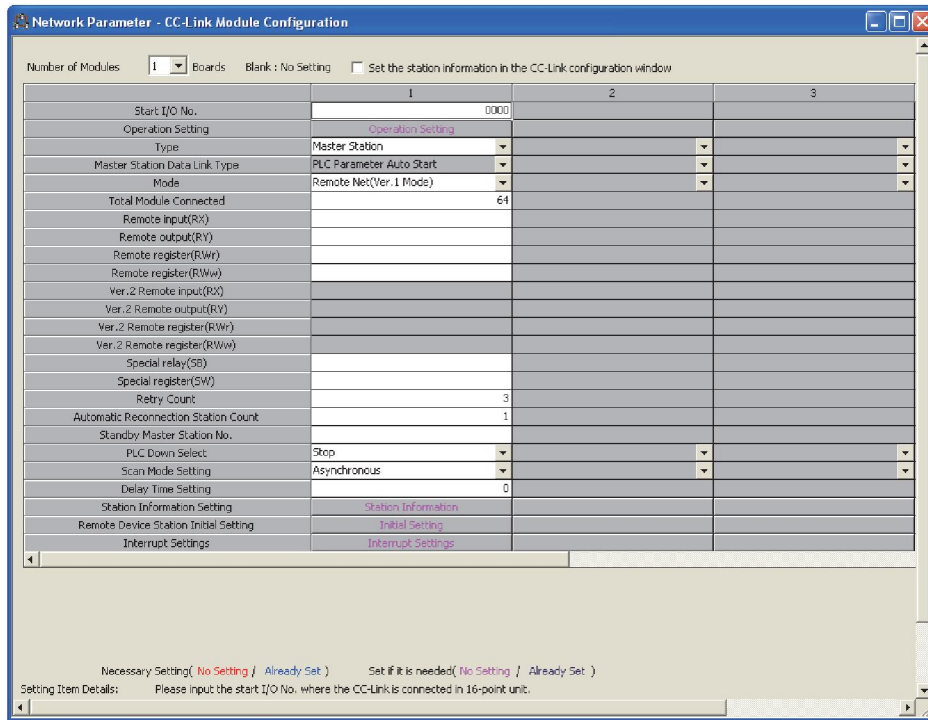 Network Parameter - CC-Link Module Configuration
Number of Modules 1 Boards Blank : No Setting Set the station information in the CC-Link configuration window
1 2 3
Start I/O No. 0000
Operation Setting Operation Setting
Type Master Station
Master Station Data Link Type PLC Parameter Auto Start
Mode Remote Net(Ver.1 Mode)
Total Module Connected 64
Remote input(RX)
Remote output(RY)
Remote register(RWr)
Remote register(RWw)
Ver.2 Remote input(RX)
Ver.2 Remote output(RY)
Ver.2 Remote register(RWr)
Ver.2 Remote register(RWw)
Special relay(SB)
Special register(SW)
Retry Count 3
Automatic Reconnection Station Count 1
Standby Master Station No.
PLC Down Select Stop
Scan Mode Setting Asynchronous
Delay Time Setting 0
Station Information Setting Station Information
Remote Device Station Initial Setting Initial Setting
Interrupt Settings Interrupt Settings
Necessary Setting( No Setting / Already Set ) Set if it is needed( No Setting / Already Set )
Setting Item Details: Please input the start I/O No. where the CC-Link is connected in 16-point unit.